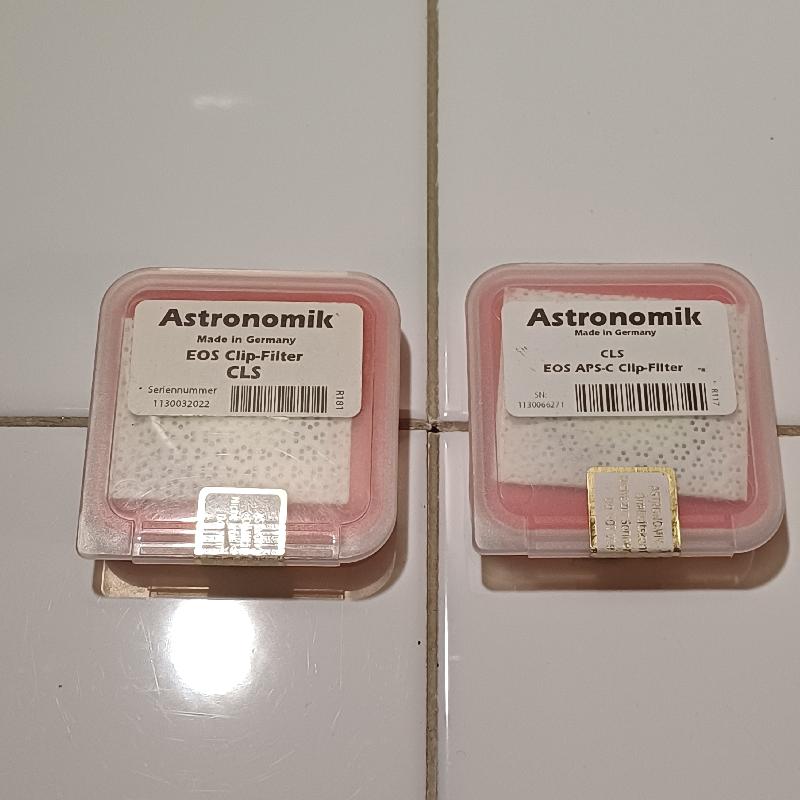 Astronomik
Made in Germany
EOS Clip-Filter
CLS
Seriennummer
1130032022
R181
Astronomik
Made in Germany
CLS
EOS APS-C Clip-Filter
SN:
1130066271
R117